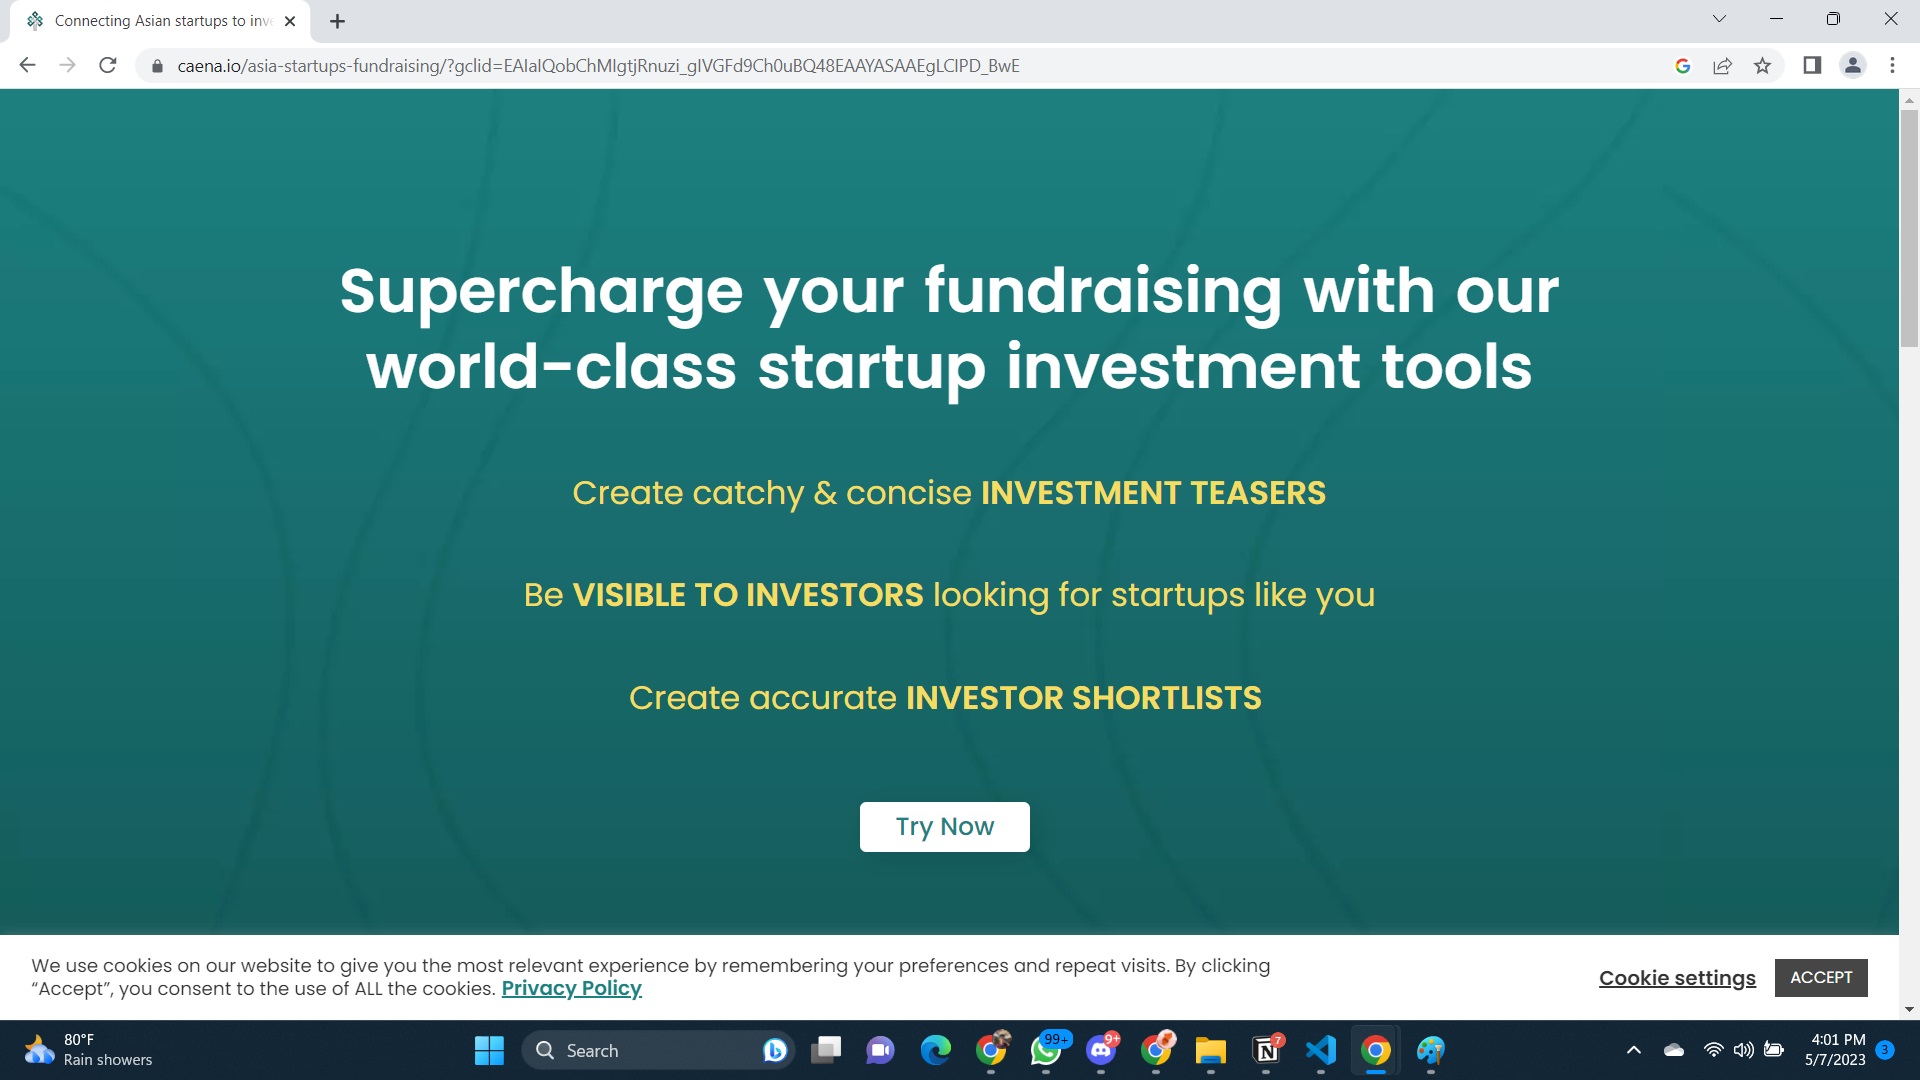 Connecting Asian startups to inv
caena.io/asia-startups-fundraising/?gclid=EAIaIQobChMIgtjRnuzi_gIVGFd9Ch0uBQ48EAAYASAAEgLCIPD_BwE
Supercharge your fundraising with our
world-class startup investment tools
Create catchy & concise INVESTMENT TEASERS
Be VISIBLE TO INVESTORS looking for startups like you
Create accurate INVESTOR SHORTLISTS
Try Now
We use cookies on our website to give you the most relevant experience by remembering your preferences and repeat visits. By clicking
“Accept”, you consent to the use of ALL the cookies. Privacy Policy
Cookie settings
ACCEPT
80°F
Rain showers
Search
99+
9+
7
4:01 PM
5/7/2023
3